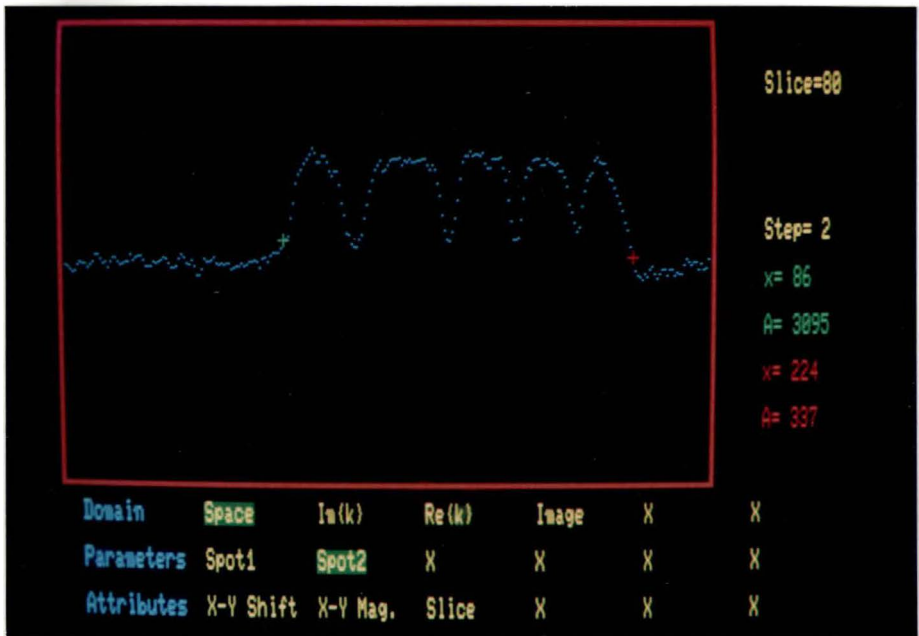 Slice=80
Step= 2
x= 86
A= 3095
x= 224
A= 337
Domain Space Im(k) Re(k) Image X X
Parameters Spot1 Spot2 X X X X
Attributes X-Y Shift X-Y Mag. Slice X X X